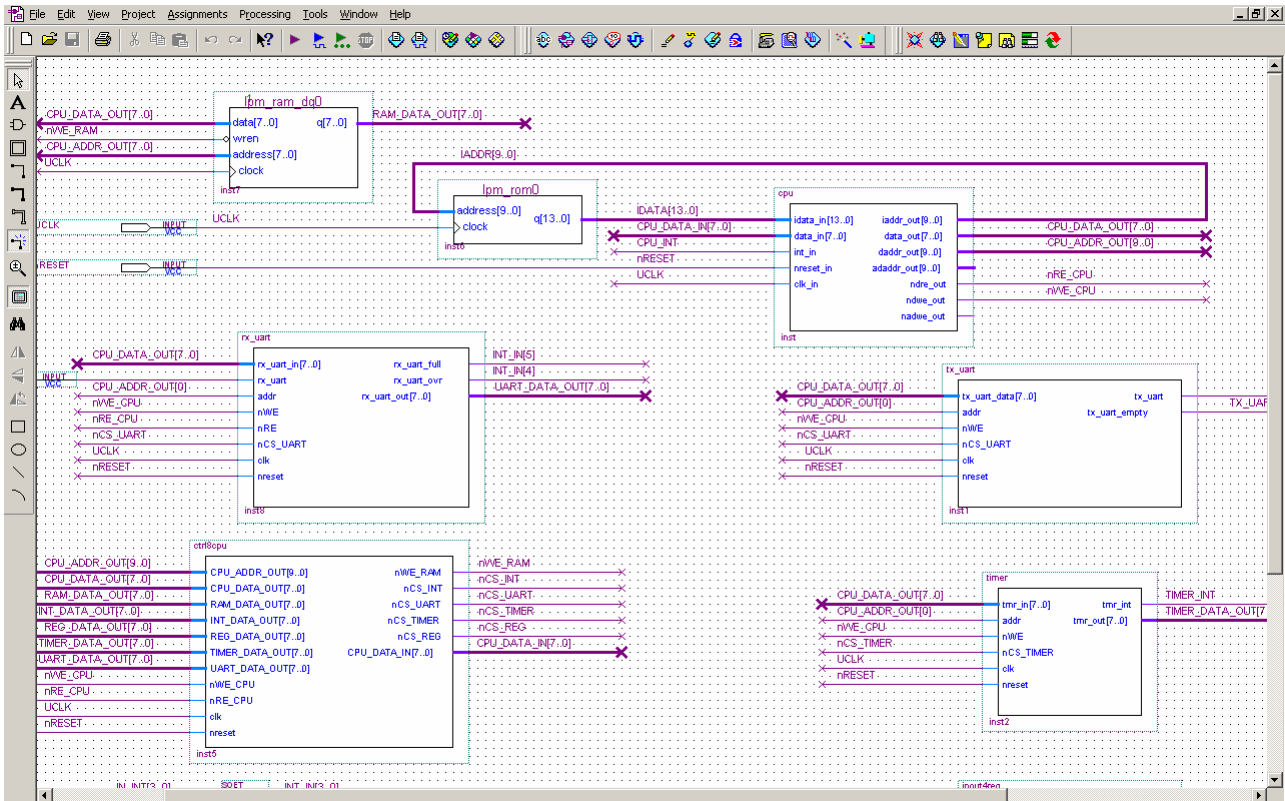 File Edit View Project Assignments Processing Tools Window Help
lpm_ram_dq0
CPU_DATA_OUT[7..0]
data[7..0]
q[7..0]
RAM_DATA_OUT[7..0]
nWE_RAM
wren
CPU_ADDR_OUT[7..0]
address[7..0]
UCLK
clock
inst7
IADDR[9..0]
lpm_rom0
address[9..0]
q[13..0]
clock
inst6
UCLK
INPUT
VCC
UCLK
nRESET
INPUT
VCC
cpu
IDATA[13..0]
idata_in[13..0]
iaddr_out[9..0]
CPU_DATA_IN[7..0]
data_in[7..0]
data_out[7..0]
CPU_DATA_OUT[7..0]
CPU_INT
int_in
daddr_out[9..0]
CPU_ADDR_OUT[9..0]
nRESET
nreset_in
adaddr_out[9..0]
UCLK
clk_in
ndre_out
nRE_CPU
ndwe_out
nWE_CPU
nadwe_out
inst
rx_uart
CPU_DATA_OUT[7..0]
rx_uart_in[7..0]
rx_uart_full
INT_IN[5]
INPUT
VCC
rx_uart
rx_uart_ovr
INT_IN[4]
CPU_ADDR_OUT[0]
addr
rx_uart_out[7..0]
UART_DATA_OUT[7..0]
nWE_CPU
nWE
nRE_CPU
nRE
nCS_UART
nCS_UART
UCLK
clk
nRESET
nreset
inst8
tx_uart
CPU_DATA_OUT[7..0]
tx_uart_data[7..0]
tx_uart
TX_UAR
CPU_ADDR_OUT[0]
addr
tx_uart_empty
nWE_CPU
nWE
nCS_UART
nCS_UART
UCLK
clk
nRESET
nreset
inst1
ctrl8cpu
CPU_ADDR_OUT[9..0]
CPU_ADDR_OUT[9..0]
nWE_RAM
nWE_RAM
CPU_DATA_OUT[7..0]
CPU_DATA_OUT[7..0]
nCS_INT
nCS_INT
RAM_DATA_OUT[7..0]
RAM_DATA_OUT[7..0]
nCS_UART
nCS_UART
INT_DATA_OUT[7..0]
INT_DATA_OUT[7..0]
nCS_TIMER
nCS_TIMER
REG_DATA_OUT[7..0]
REG_DATA_OUT[7..0]
nCS_REG
nCS_REG
TIMER_DATA_OUT[7..0]
TIMER_DATA_OUT[7..0]
CPU_DATA_IN[7..0]
CPU_DATA_IN[7..0]
UART_DATA_OUT[7..0]
UART_DATA_OUT[7..0]
nWE_CPU
nWE_CPU
nRE_CPU
nRE_CPU
UCLK
clk
nRESET
nreset
inst5
timer
CPU_DATA_OUT[7..0]
tmr_in[7..0]
tmr_int
TIMER_INT
CPU_ADDR_OUT[0]
addr
tmr_out[7..0]
TIMER_DATA_OUT[7
nWE_CPU
nWE
nCS_TIMER
nCS_TIMER
UCLK
clk
nRESET
nreset
inst2